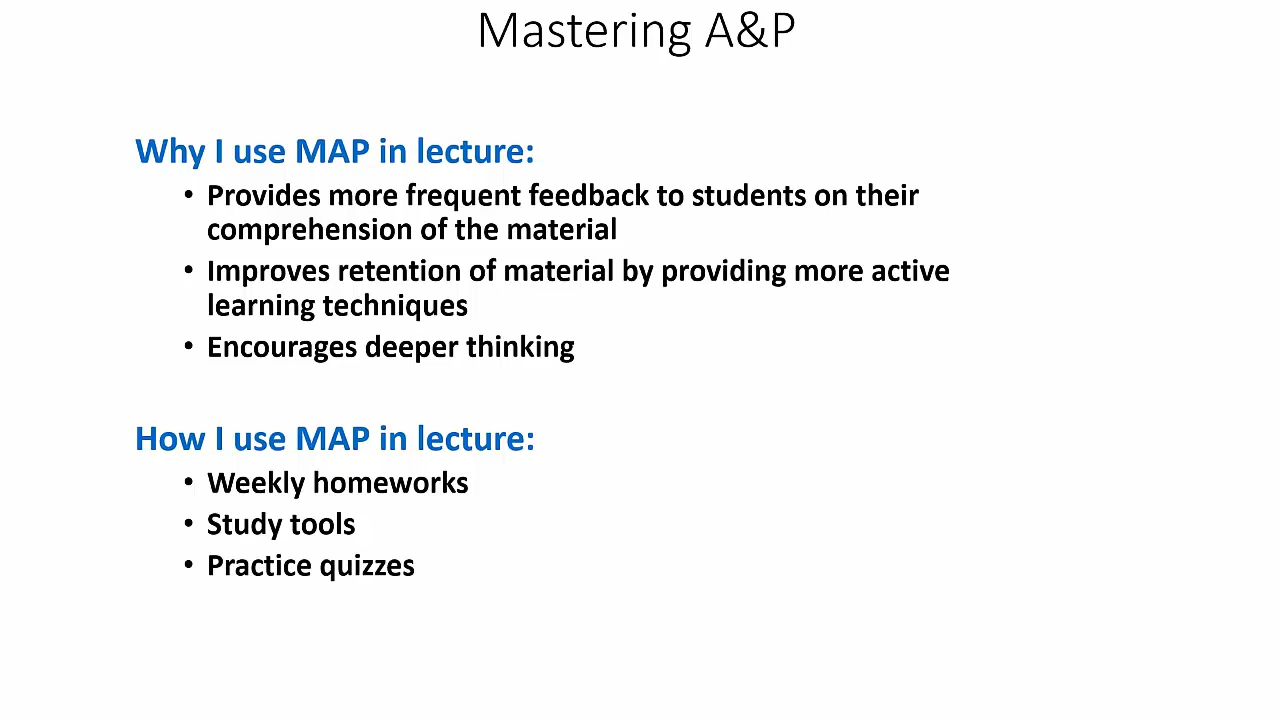 Mastering A&P
Why I use MAP in lecture:
• Provides more frequent feedback to students on their
comprehension of the material
• Improves retention of material by providing more active
learning techniques
• Encourages deeper thinking
How I use MAP in lecture:
• Weekly homeworks
• Study tools
• Practice quizzes